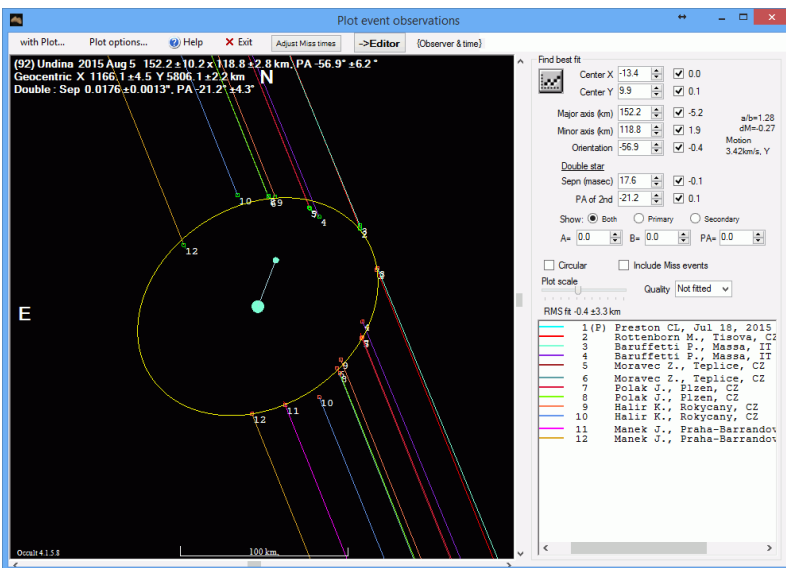 Plot event observations
with Plot... Plot options... Help Exit Adjust Miss times ->Editor {Observer & time}
(92) Undina 2015 Aug 5 152.2 ±10.2 x 118.8 ±2.8 km, PA -56.9° ±6.2°
Geocentric X 1166.1 ±4.5 Y 5806.1 ±2.2 km
Double : Sep 0.0176 ±0.0013", PA -21.2° ±4.3°
N
E
10
9
4
12
2
4
9
10
11
12
100 km
Occult 4.1.5.8
Find best fit
Center X -13.4 0.0
Center Y 9.9 0.1
Major axis (km) 152.2 -5.2
Minor axis (km) 118.8 1.9
Orientation -56.9 -0.4
a/b=1.28
dM=-0.27
Motion
3.42km/s, Y
Double star
Sepn (masec) 17.6 -0.1
PA of 2nd -21.2 0.1
Show: Both Primary Secondary
A= 0.0 B= 0.0 PA= 0.0
Circular Include Miss events
Plot scale
Quality Not fitted
RMS fit -0.4 ±3.3 km
1(P) Preston CL, Jul 18, 2015
2 Rottenborn M., Tisova, CZ
3 Baruffetti P., Massa, IT
4 Baruffetti P., Massa, IT
5 Moravec Z., Teplice, CZ
6 Moravec Z., Teplice, CZ
7 Polak J., Plzen, CZ
8 Polak J., Plzen, CZ
9 Halir K., Rokycany, CZ
10 Halir K., Rokycany, CZ
11 Manek J., Praha-Barrandov
12 Manek J., Praha-Barrandov